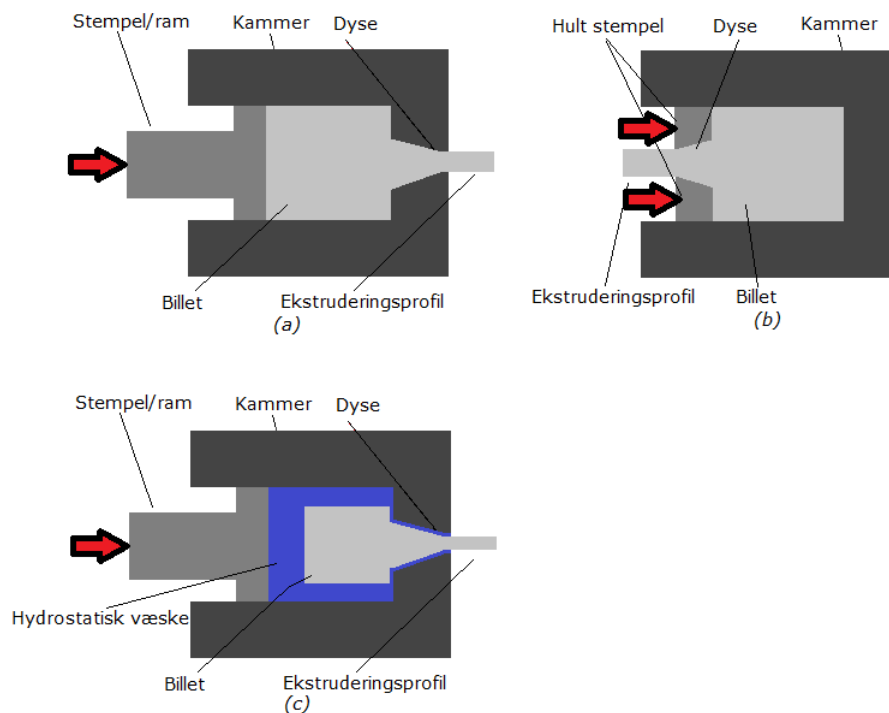 Stempel/ram
Kammer
Dyse
Billet
Ekstruderingsprofil
(a)
Hult stempel
Dyse
Kammer
Ekstruderingsprofil
Billet
(b)
Stempel/ram
Kammer
Dyse
Hydrostatisk væske
Billet
Ekstruderingsprofil
(c)